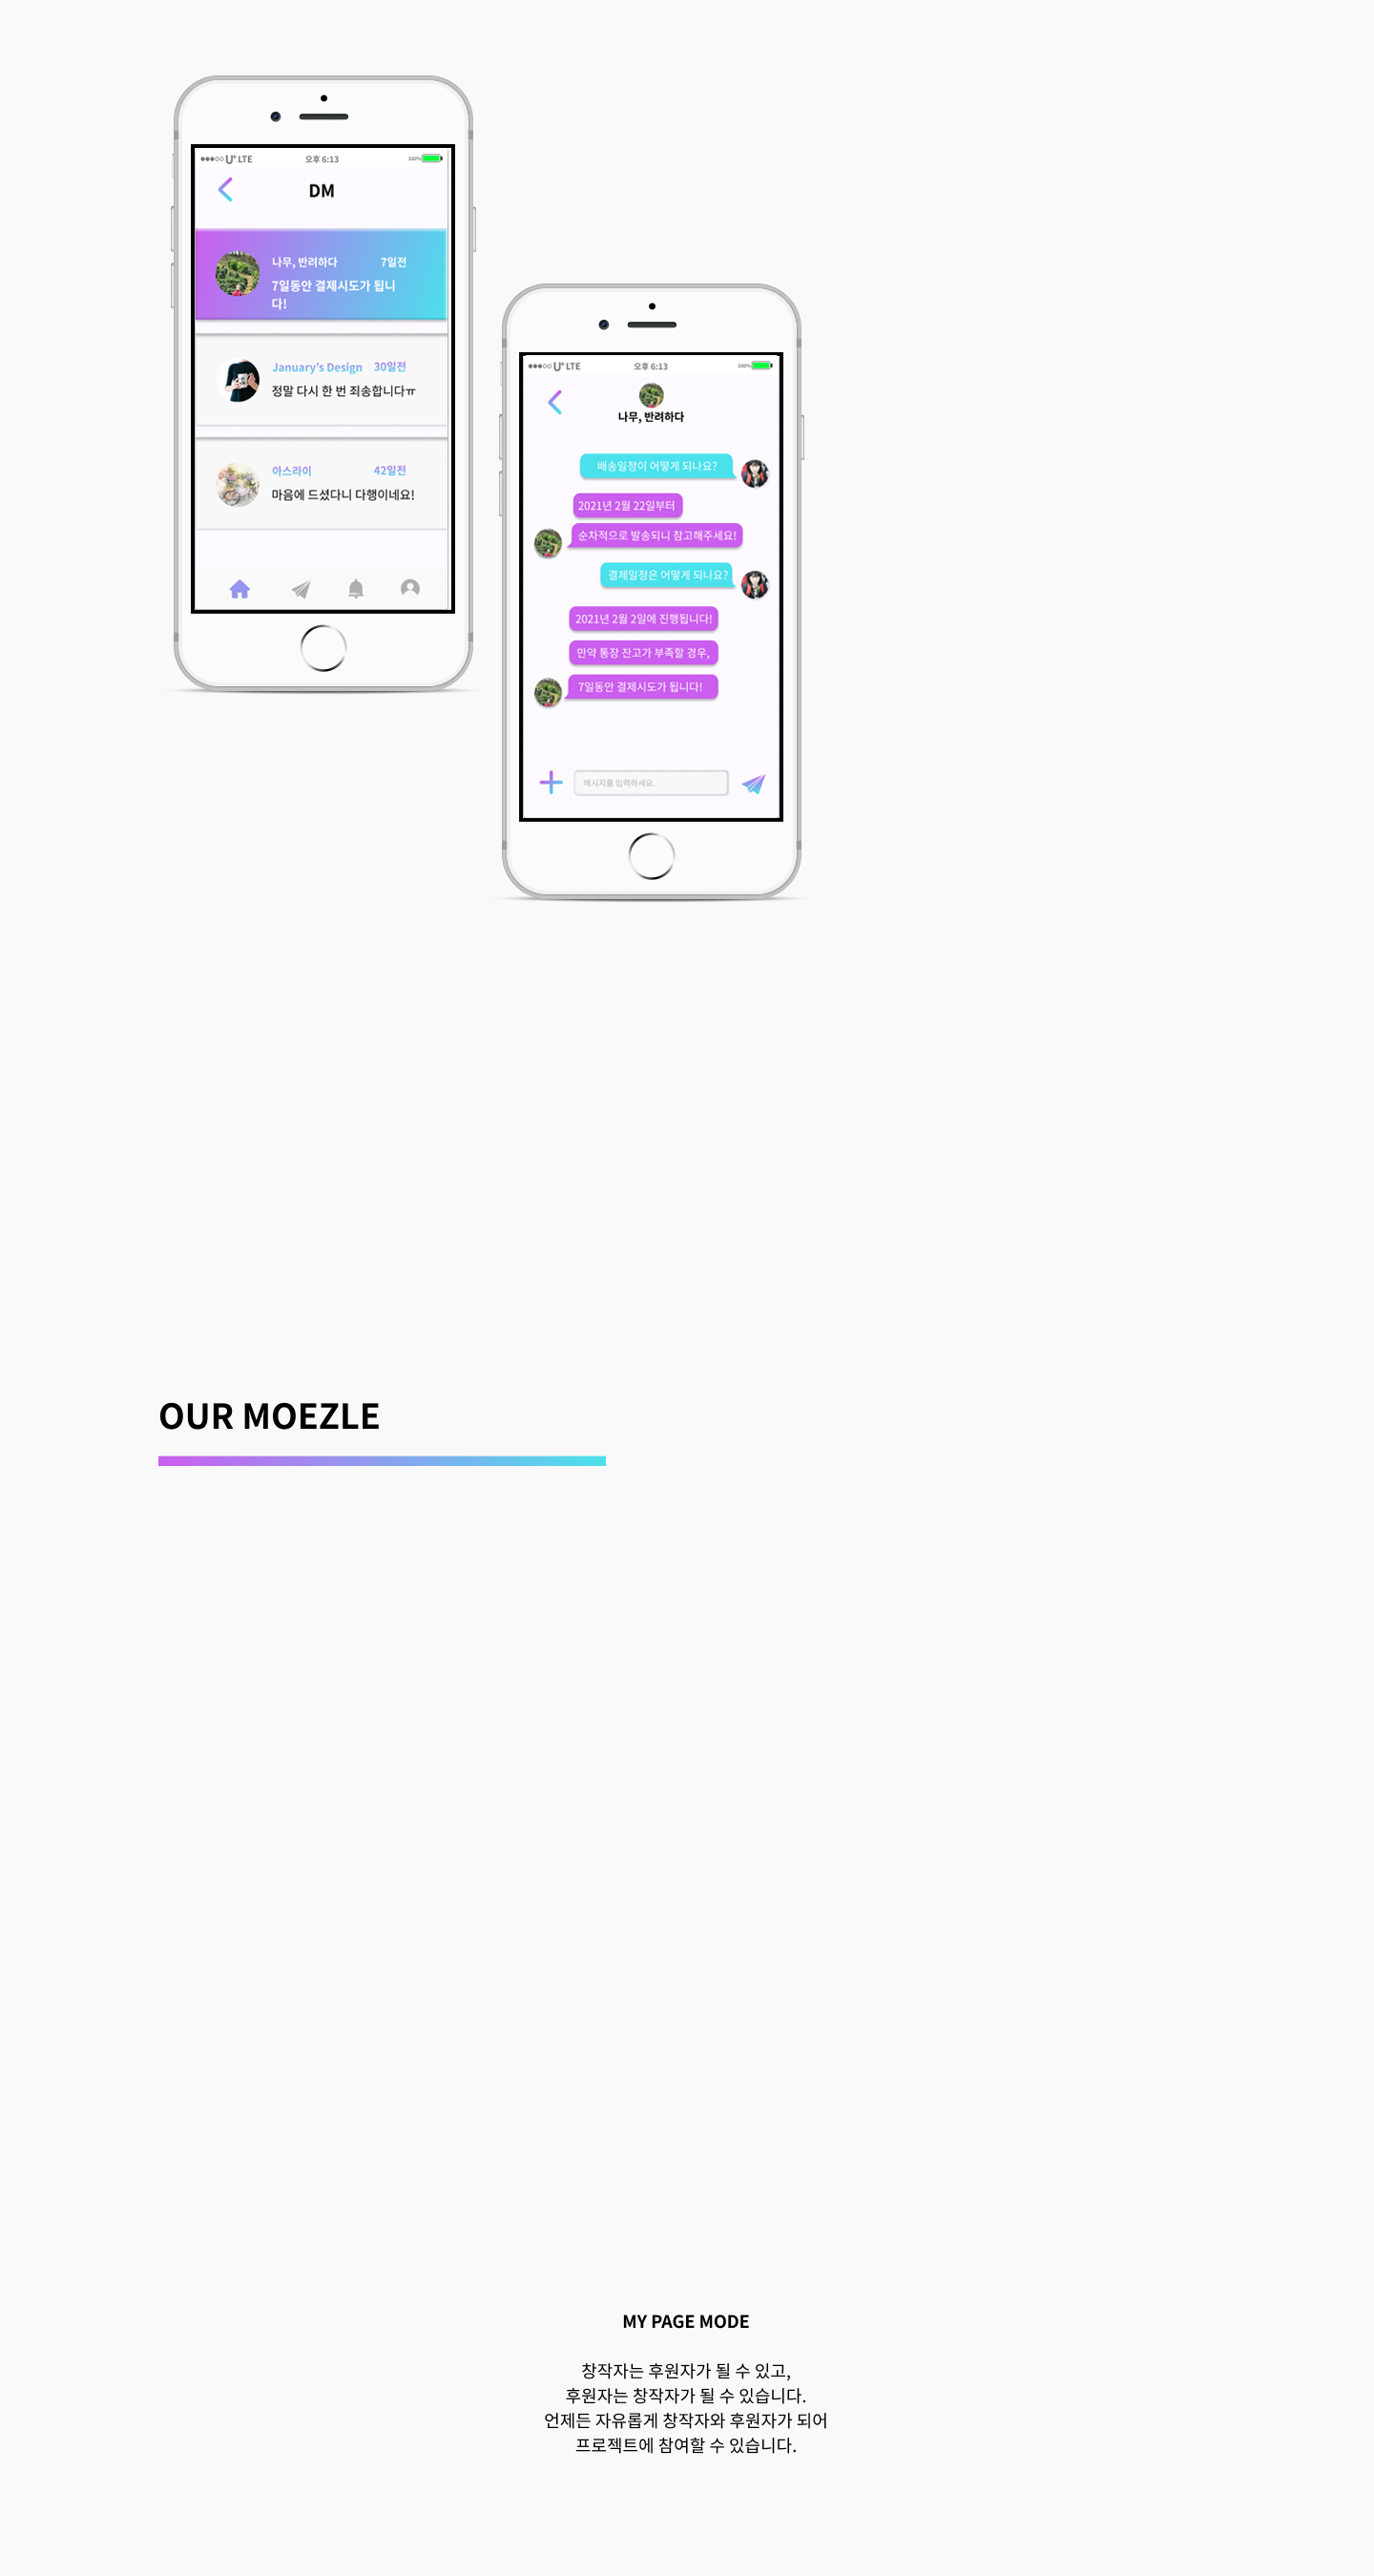 U+ LTE
오후 6:13
100%
DM
나무, 반려하다 7일전
7일동안 결제시도가 됩니
다!
January's Design 30일전
정말 다시 한 번 죄송합니다ㅠ
아스라이 42일전
마음에 드셨다니 다행이네요!
U+ LTE
오후 6:13
100%
나무, 반려하다
배송일정이 어떻게 되나요?
2021년 2월 22일부터
순차적으로 발송되니 참고해주세요!
결제일정은 어떻게 되나요?
2021년 2월 2일에 진행됩니다!
만약 통장 잔고가 부족할 경우,
7일동안 결제시도가 됩니다!
메시지를 입력하세요.
OUR MOEZLE
MY PAGE MODE
창작자는 후원자가 될 수 있고,
후원자는 창작자가 될 수 있습니다.
언제든 자유롭게 창작자와 후원자가 되어
프로젝트에 참여할 수 있습니다.